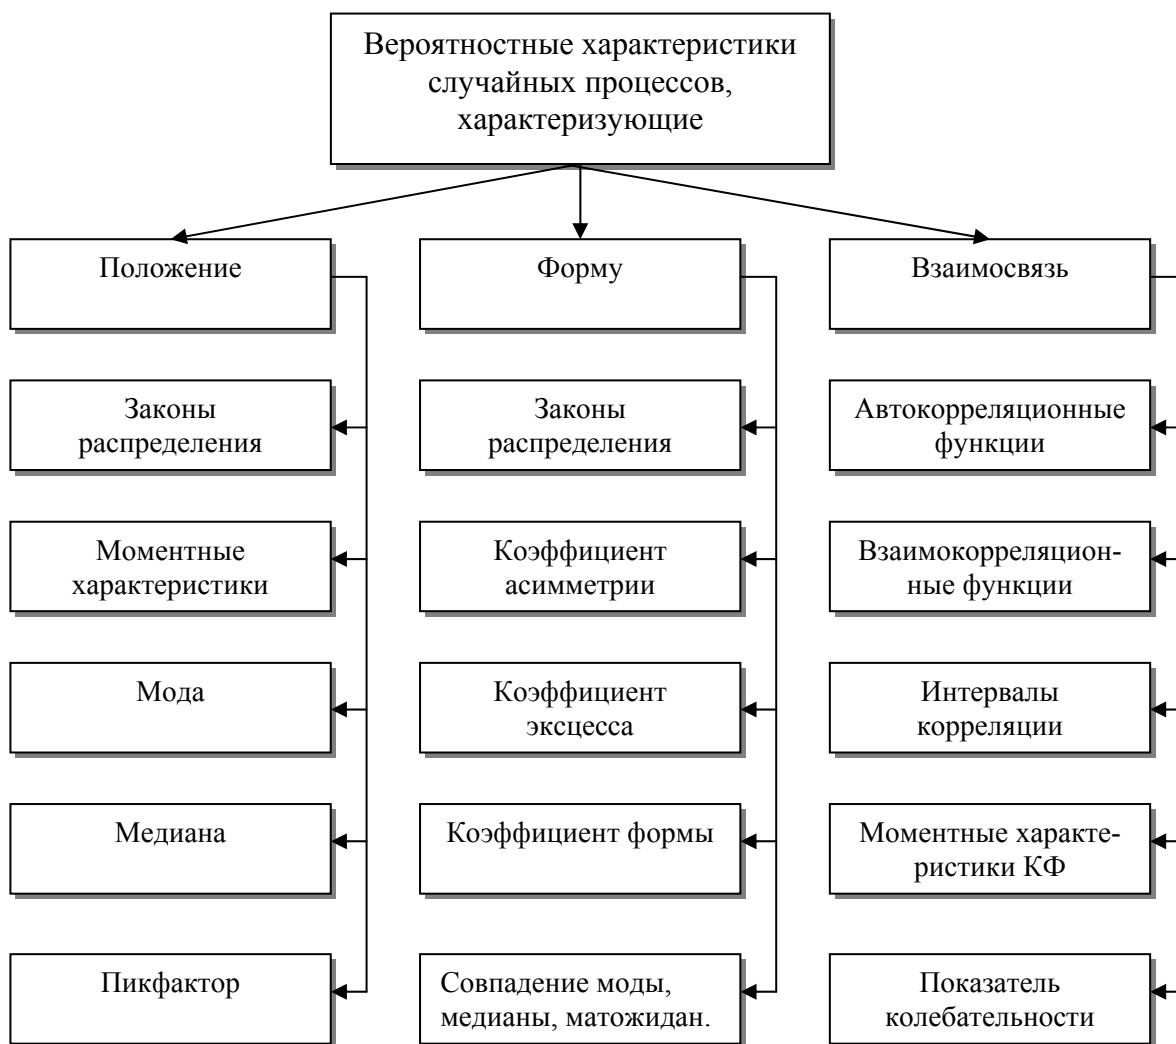 Вероятностные характеристики
случайных процессов,
характеризующие
Положение
Форму
Взаимосвязь
Законы
распределения
Законы
распределения
Автокорреляционные
функции
Моментные
характеристики
Коэффициент
асимметрии
Взаимокорреляцион-
ные функции
Мода
Коэффициент
эксцесса
Интервалы
корреляции
Медиана
Коэффициент формы
Моментные характе-
ристики КФ
Пикфактор
Совпадение моды,
медианы, матожидан.
Показатель
колебательности